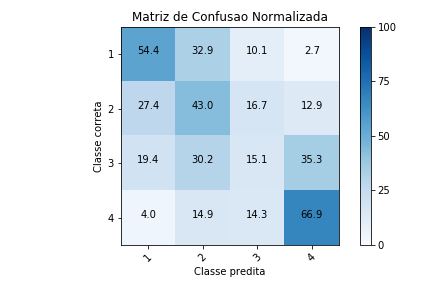 Matriz de Confusao Normalizada
Classe correta
1 54.4 32.9 10.1 2.7
2 27.4 43.0 16.7 12.9
3 19.4 30.2 15.1 35.3
4 4.0 14.9 14.3 66.9
1 2 3 4
Classe predita
100
75
50
25
0